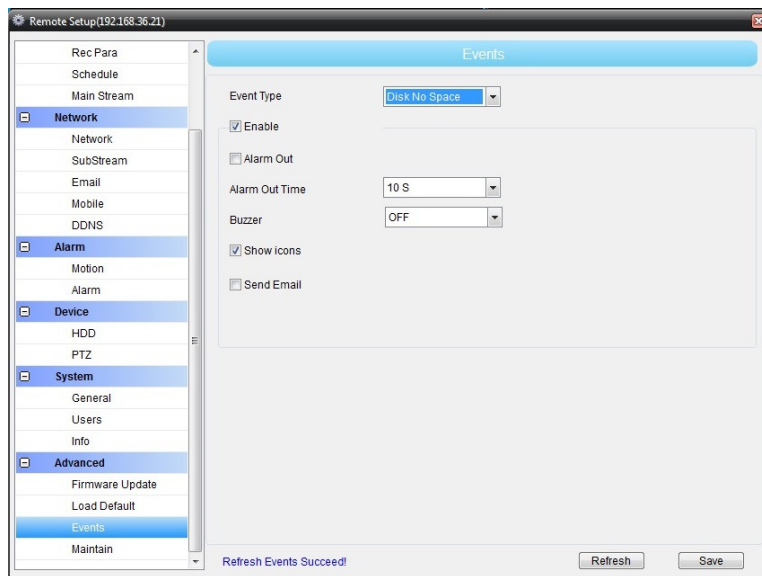 Remote Setup(192.168.36.21)
Rec Para
Schedule
Main Stream
Network
Network
SubStream
Email
Mobile
DDNS
Alarm
Motion
Alarm
Device
HDD
PTZ
System
General
Users
Info
Advanced
Firmware Update
Load Default
Events
Maintain
Events
Event Type
Disk No Space
Enable
Alarm Out
Alarm Out Time
10 S
Buzzer
OFF
Show icons
Send Email
Refresh Events Succeed!
Refresh
Save